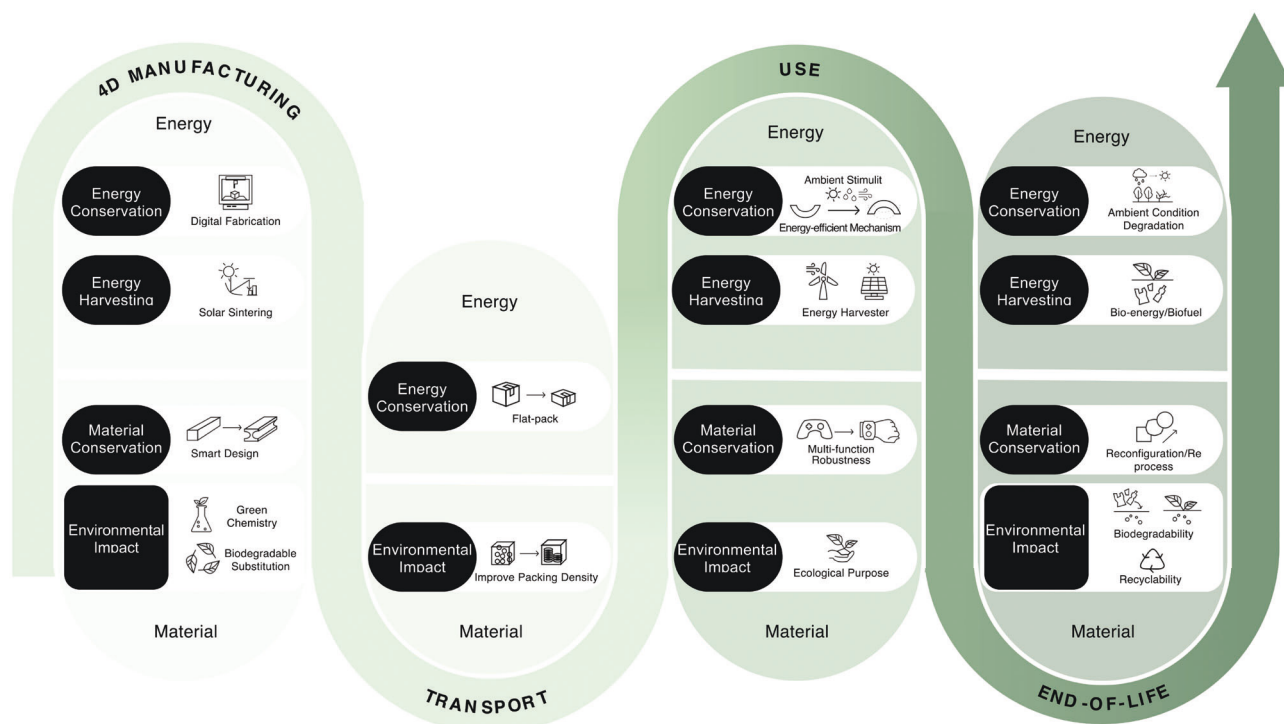 4D MANUFACTURING
Energy
Energy
Conservation
Digital Fabrication
Energy
Harvesting
Solar Sintering
Material
Conservation
Smart Design
Environmental
Impact
Green
Chemistry
Biodegradable
Substitution
Material
TRANSPORT
Energy
Energy
Conservation
Flat-pack
Environmental
Impact
Improve Packing Density
Material
USE
Energy
Energy
Conservation
Ambient Stimulit
Energy-efficient Mechanism
Energy
Harvesting
Energy Harvester
Material
Conservation
Multi-function
Robustness
Environmental
Impact
Ecological Purpose
Material
END-OF-LIFE
Energy
Energy
Conservation
Ambient Condition
Degradation
Energy
Harvesting
Bio-energy/Biofuel
Material
Conservation
Reconfiguration/Re
process
Environmental
Impact
Biodegradability
Recyclability
Material